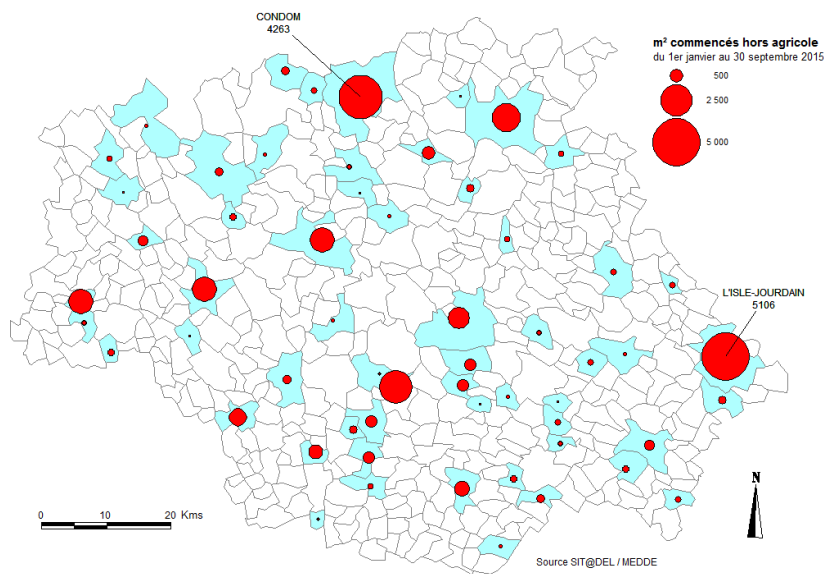 CONDOM
4263
m² commencés hors agricole
du 1er janvier au 30 septembre 2015
500
2 500
5 000
L'ISLE-JOURDAIN
5106
N
0 10 20 Kms
Source SIT@DEL / MEDDE